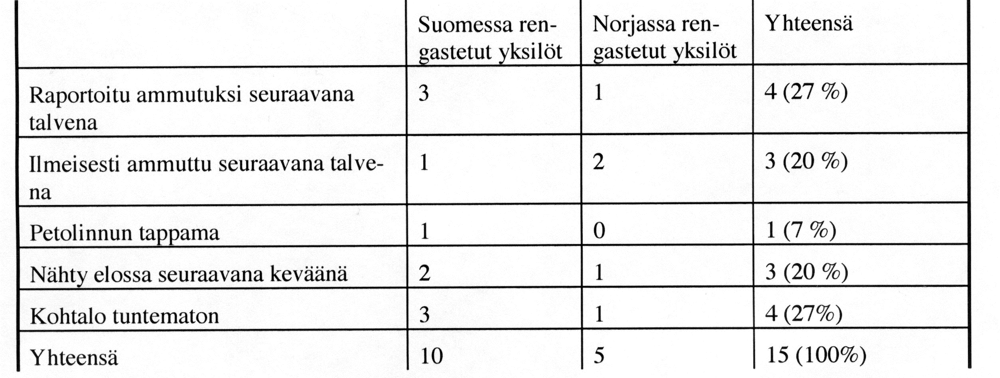 Suomessa ren- Norjassa ren- Yhteensä
gastetut yksilöt gastetut yksilöt
Raportoitu ammutuksi seuraavana 3 1 4 (27 %)
talvena
Ilmeisesti ammuttu seuraavana talve- 1 2 3 (20 %)
na
Petolinnun tappama 1 0 1 (7 %)
Nähty elossa seuraavana keväänä 2 1 3 (20 %)
Kohtalo tuntematon 3 1 4 (27%)
Yhteensä 10 5 15 (100%)